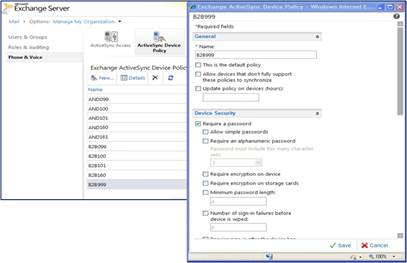 Exchange Server
Mail > Options: Manage My Organization
Users & Groups
Roles & Auditing
Phone & Voice
ActiveSync Access
ActiveSync Device Policy
Exchange ActiveSync Device Polic
New...
Details
Name
AND099
AND100
AND160
AND163
B2B099
B2B100
B2B101
B2B160
B2B999
Exchange ActiveSync Device Policy - Windows Internet E...
B2B999
*Required fields
General
* Name:
B2B999
This is the default policy
Allow devices that don't fully support
these policies to synchronize
Update policy on devices (hours):
Device Security
Require a password
Allow simple passwords
Require an alphanumeric password
Password must include this many character
sets:
Require encryption on device
Require encryption on storage cards
Minimum password length:
Number of sign-in failures before
device is wiped:
Save
Cancel
100%